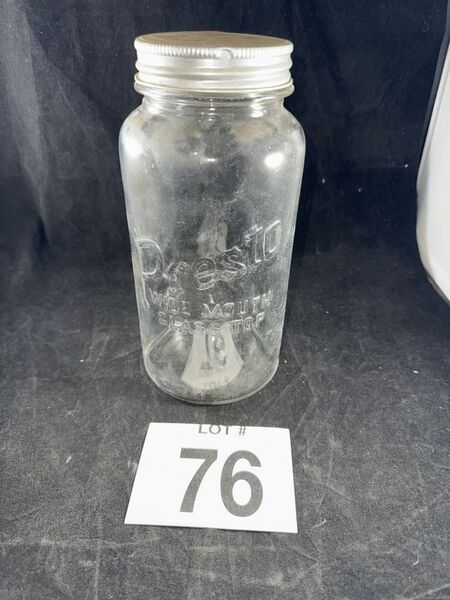 Presto
WIDE MOUTH
GLASS TOP
LOT #
76